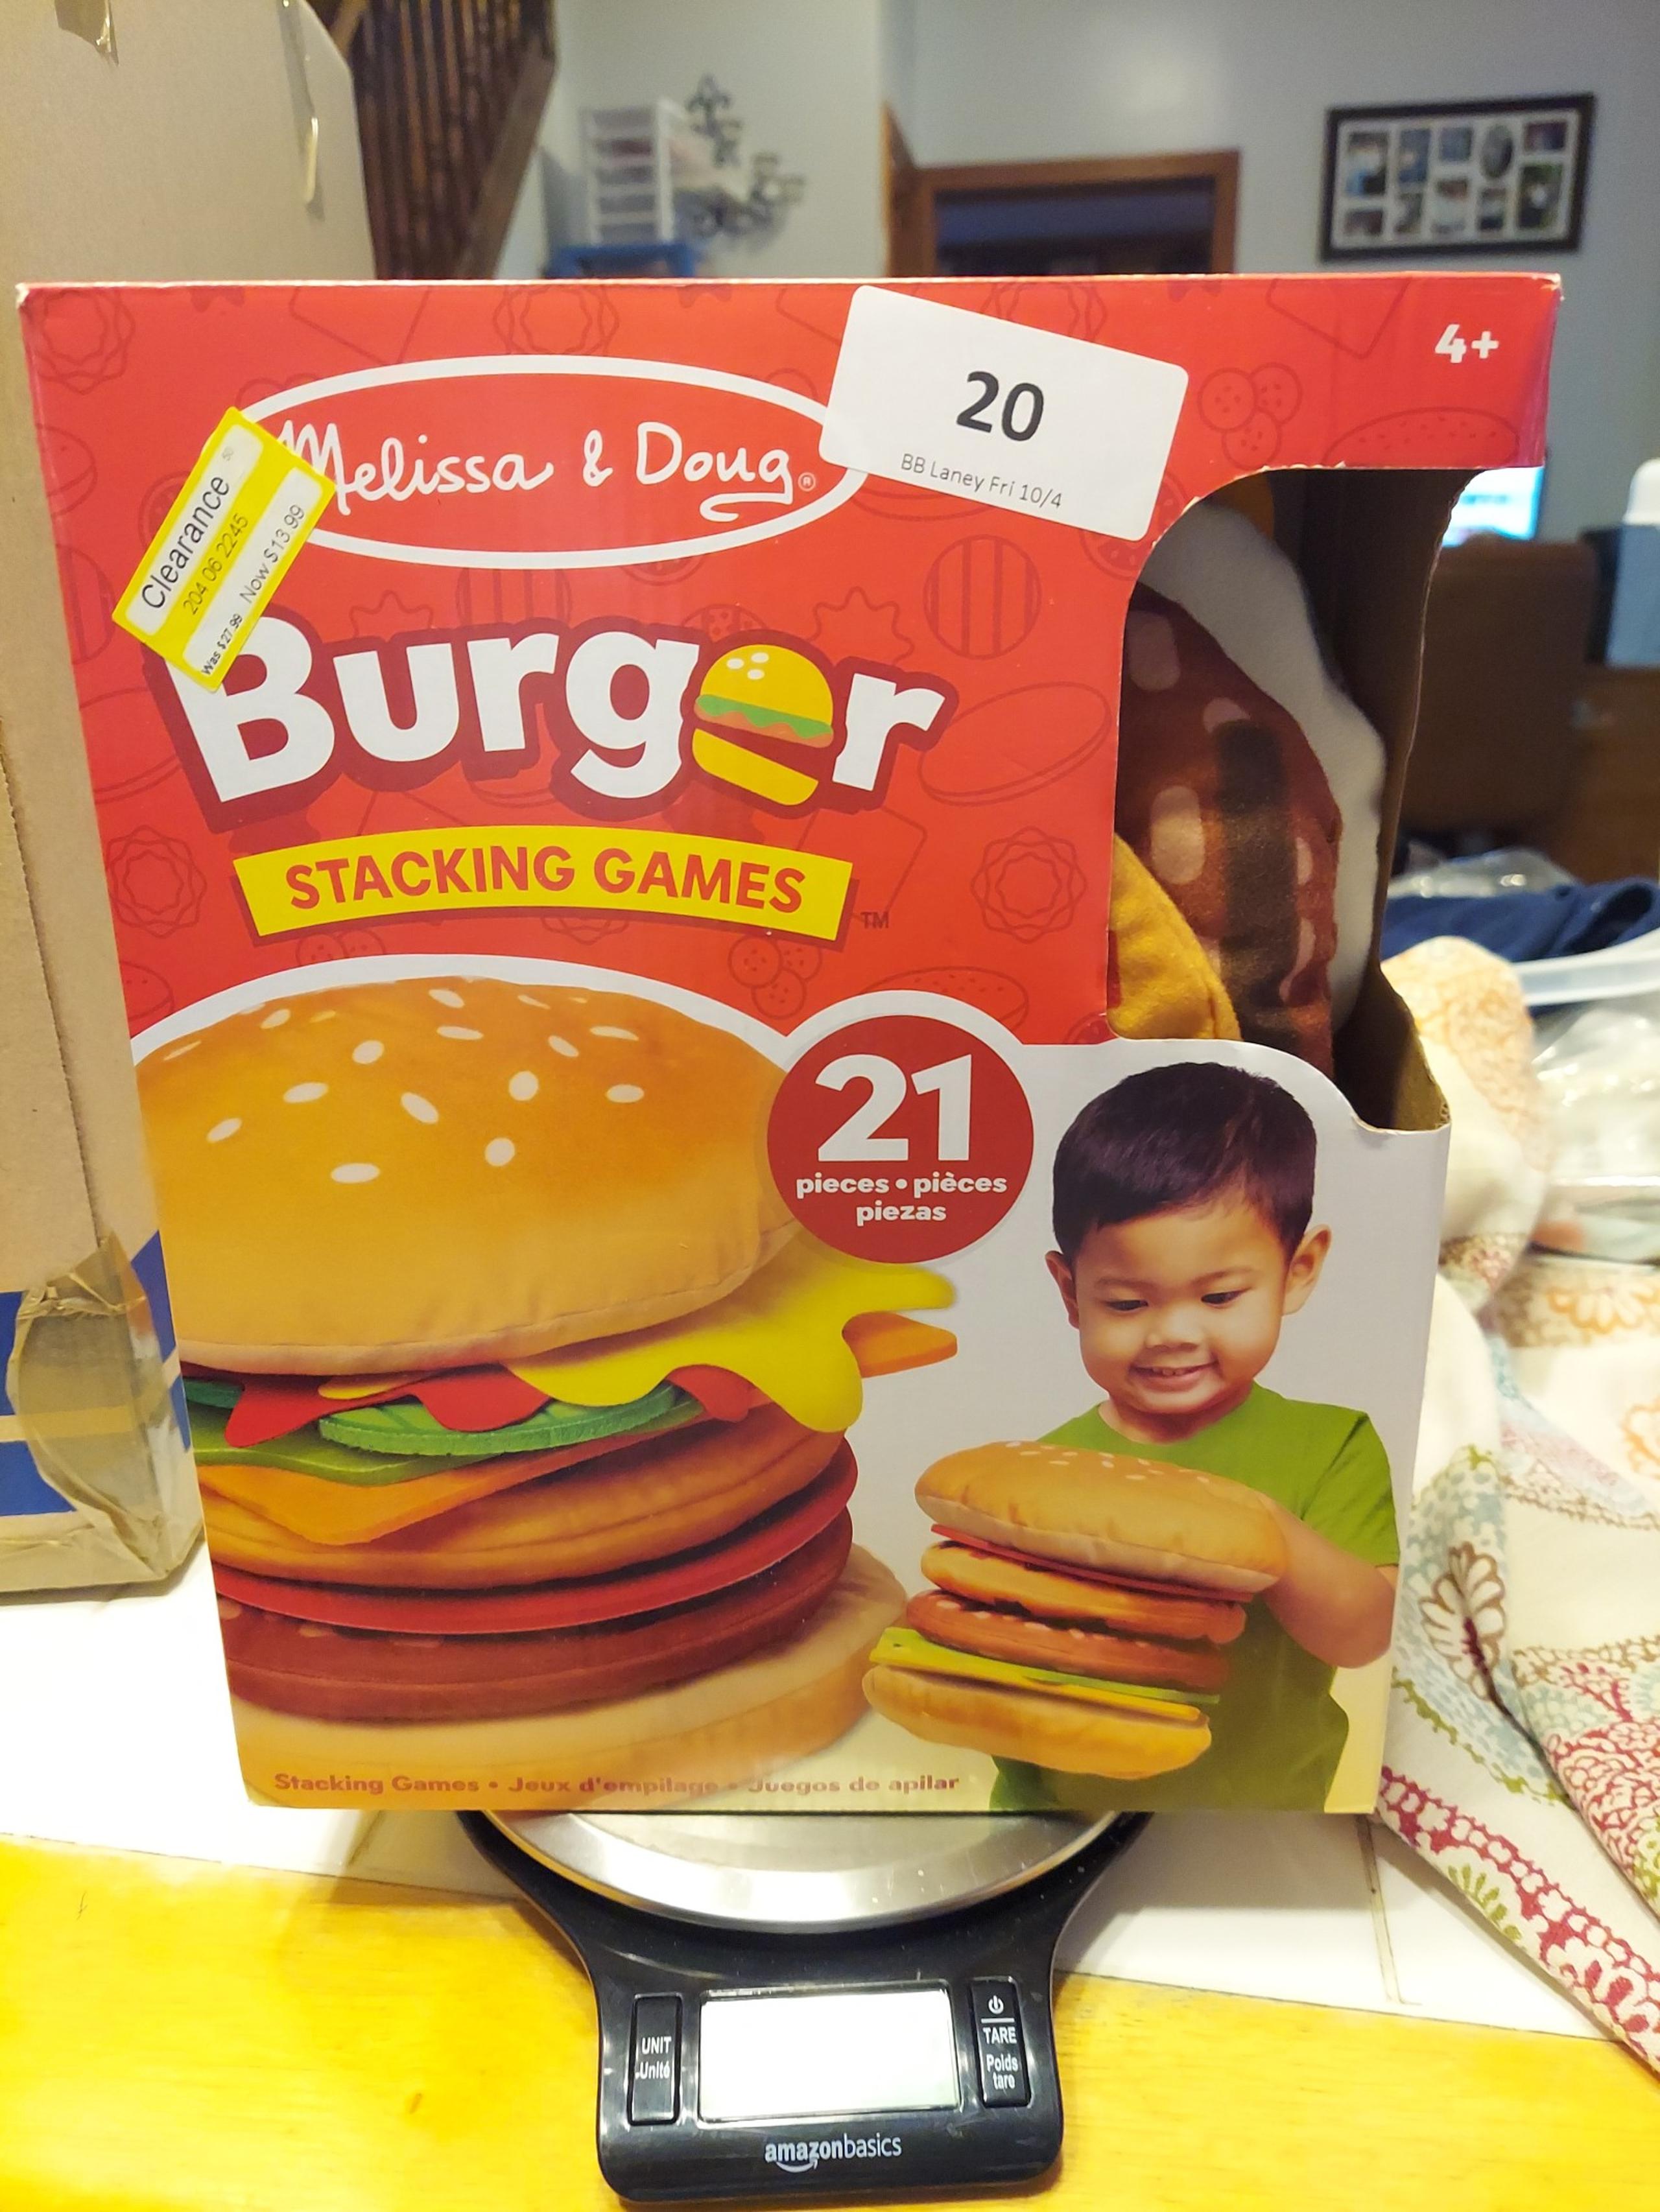 4+
20
BB Laney Fri 10/4
Melissa & Doug®
Clearance 50
204 06 2245
Was $27.99 Now $13.99
Burger
STACKING GAMES™
21
pieces • pièces
piezas
Stacking Games • Jeux d'empilage • Juegos de apilar
UNIT
Unité
TARE
Poids
tare
amazonbasics